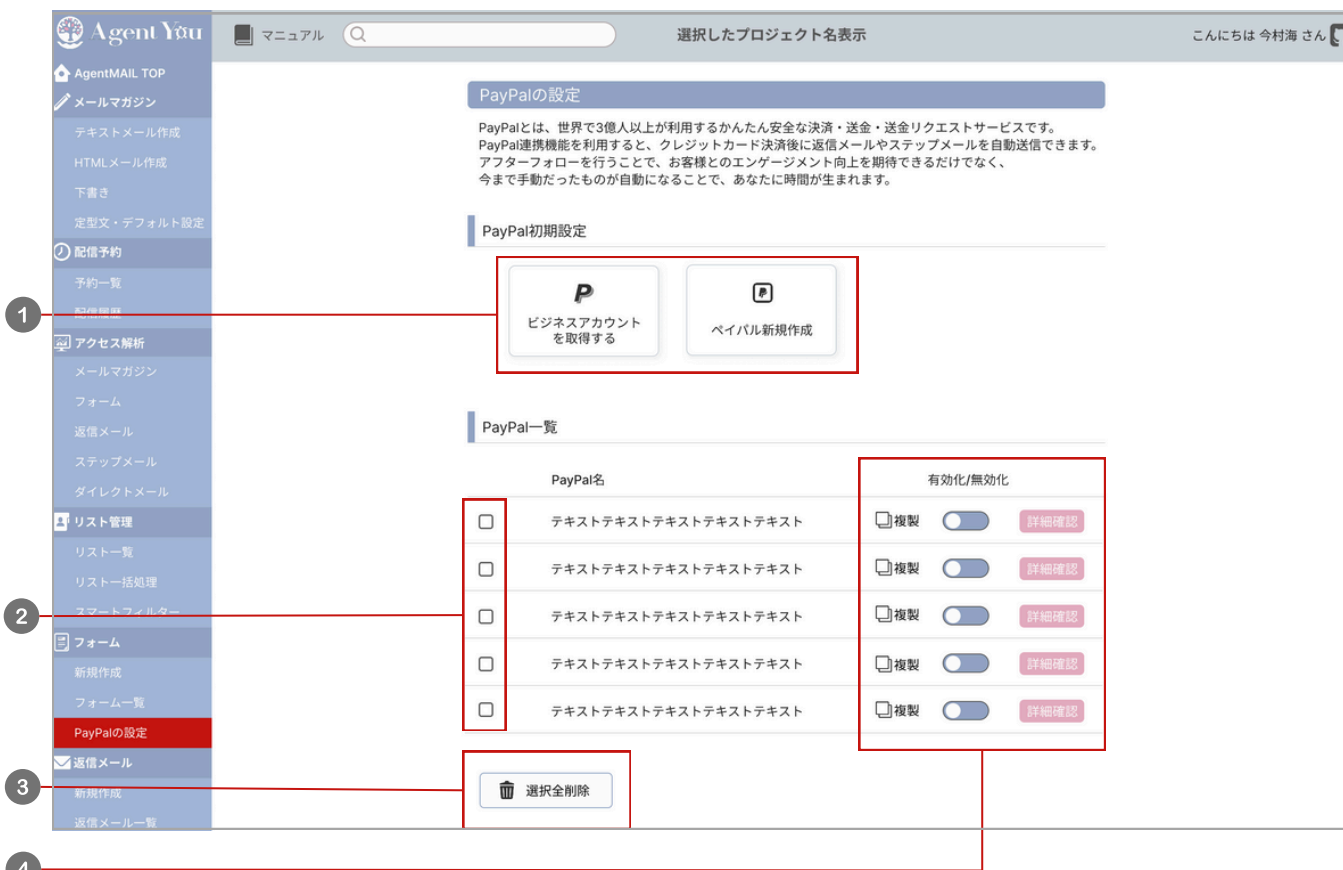 Agent You
マニュアル
選択したプロジェクト名表示
こんにちは 今村海 さん
AgentMAIL TOP
メールマガジン
テキストメール作成
HTMLメール作成
下書き
定型文・デフォルト設定
配信予約
予約一覧
配信履歴
アクセス解析
メールマガジン
フォーム
返信メール
ステップメール
ダイレクトメール
リスト管理
リスト一覧
リスト一括処理
スマートフィルター
フォーム
新規作成
フォーム一覧
PayPalの設定
返信メール
新規作成
返信メール一覧
PayPalの設定
PayPalとは、世界で3億人以上が利用するかんたん安全な決済・送金・送金リクエストサービスです。
PayPal連携機能を利用すると、クレジットカード決済後に返信メールやステップメールを自動送信できます。
アフターフォローを行うことで、お客様とのエンゲージメント向上を期待できるだけでなく、
今まで手動だったものが自動になることで、あなたに時間が生まれます。
PayPal初期設定
1
ビジネスアカウント
を取得する
ペイパル新規作成
PayPal一覧
PayPal名
有効化/無効化
テキストテキストテキストテキストテキスト 複製 詳細確認
テキストテキストテキストテキストテキスト 複製 詳細確認
2
テキストテキストテキストテキストテキスト 複製 詳細確認
テキストテキストテキストテキストテキスト 複製 詳細確認
テキストテキストテキストテキストテキスト 複製 詳細確認
3
選択全削除
4